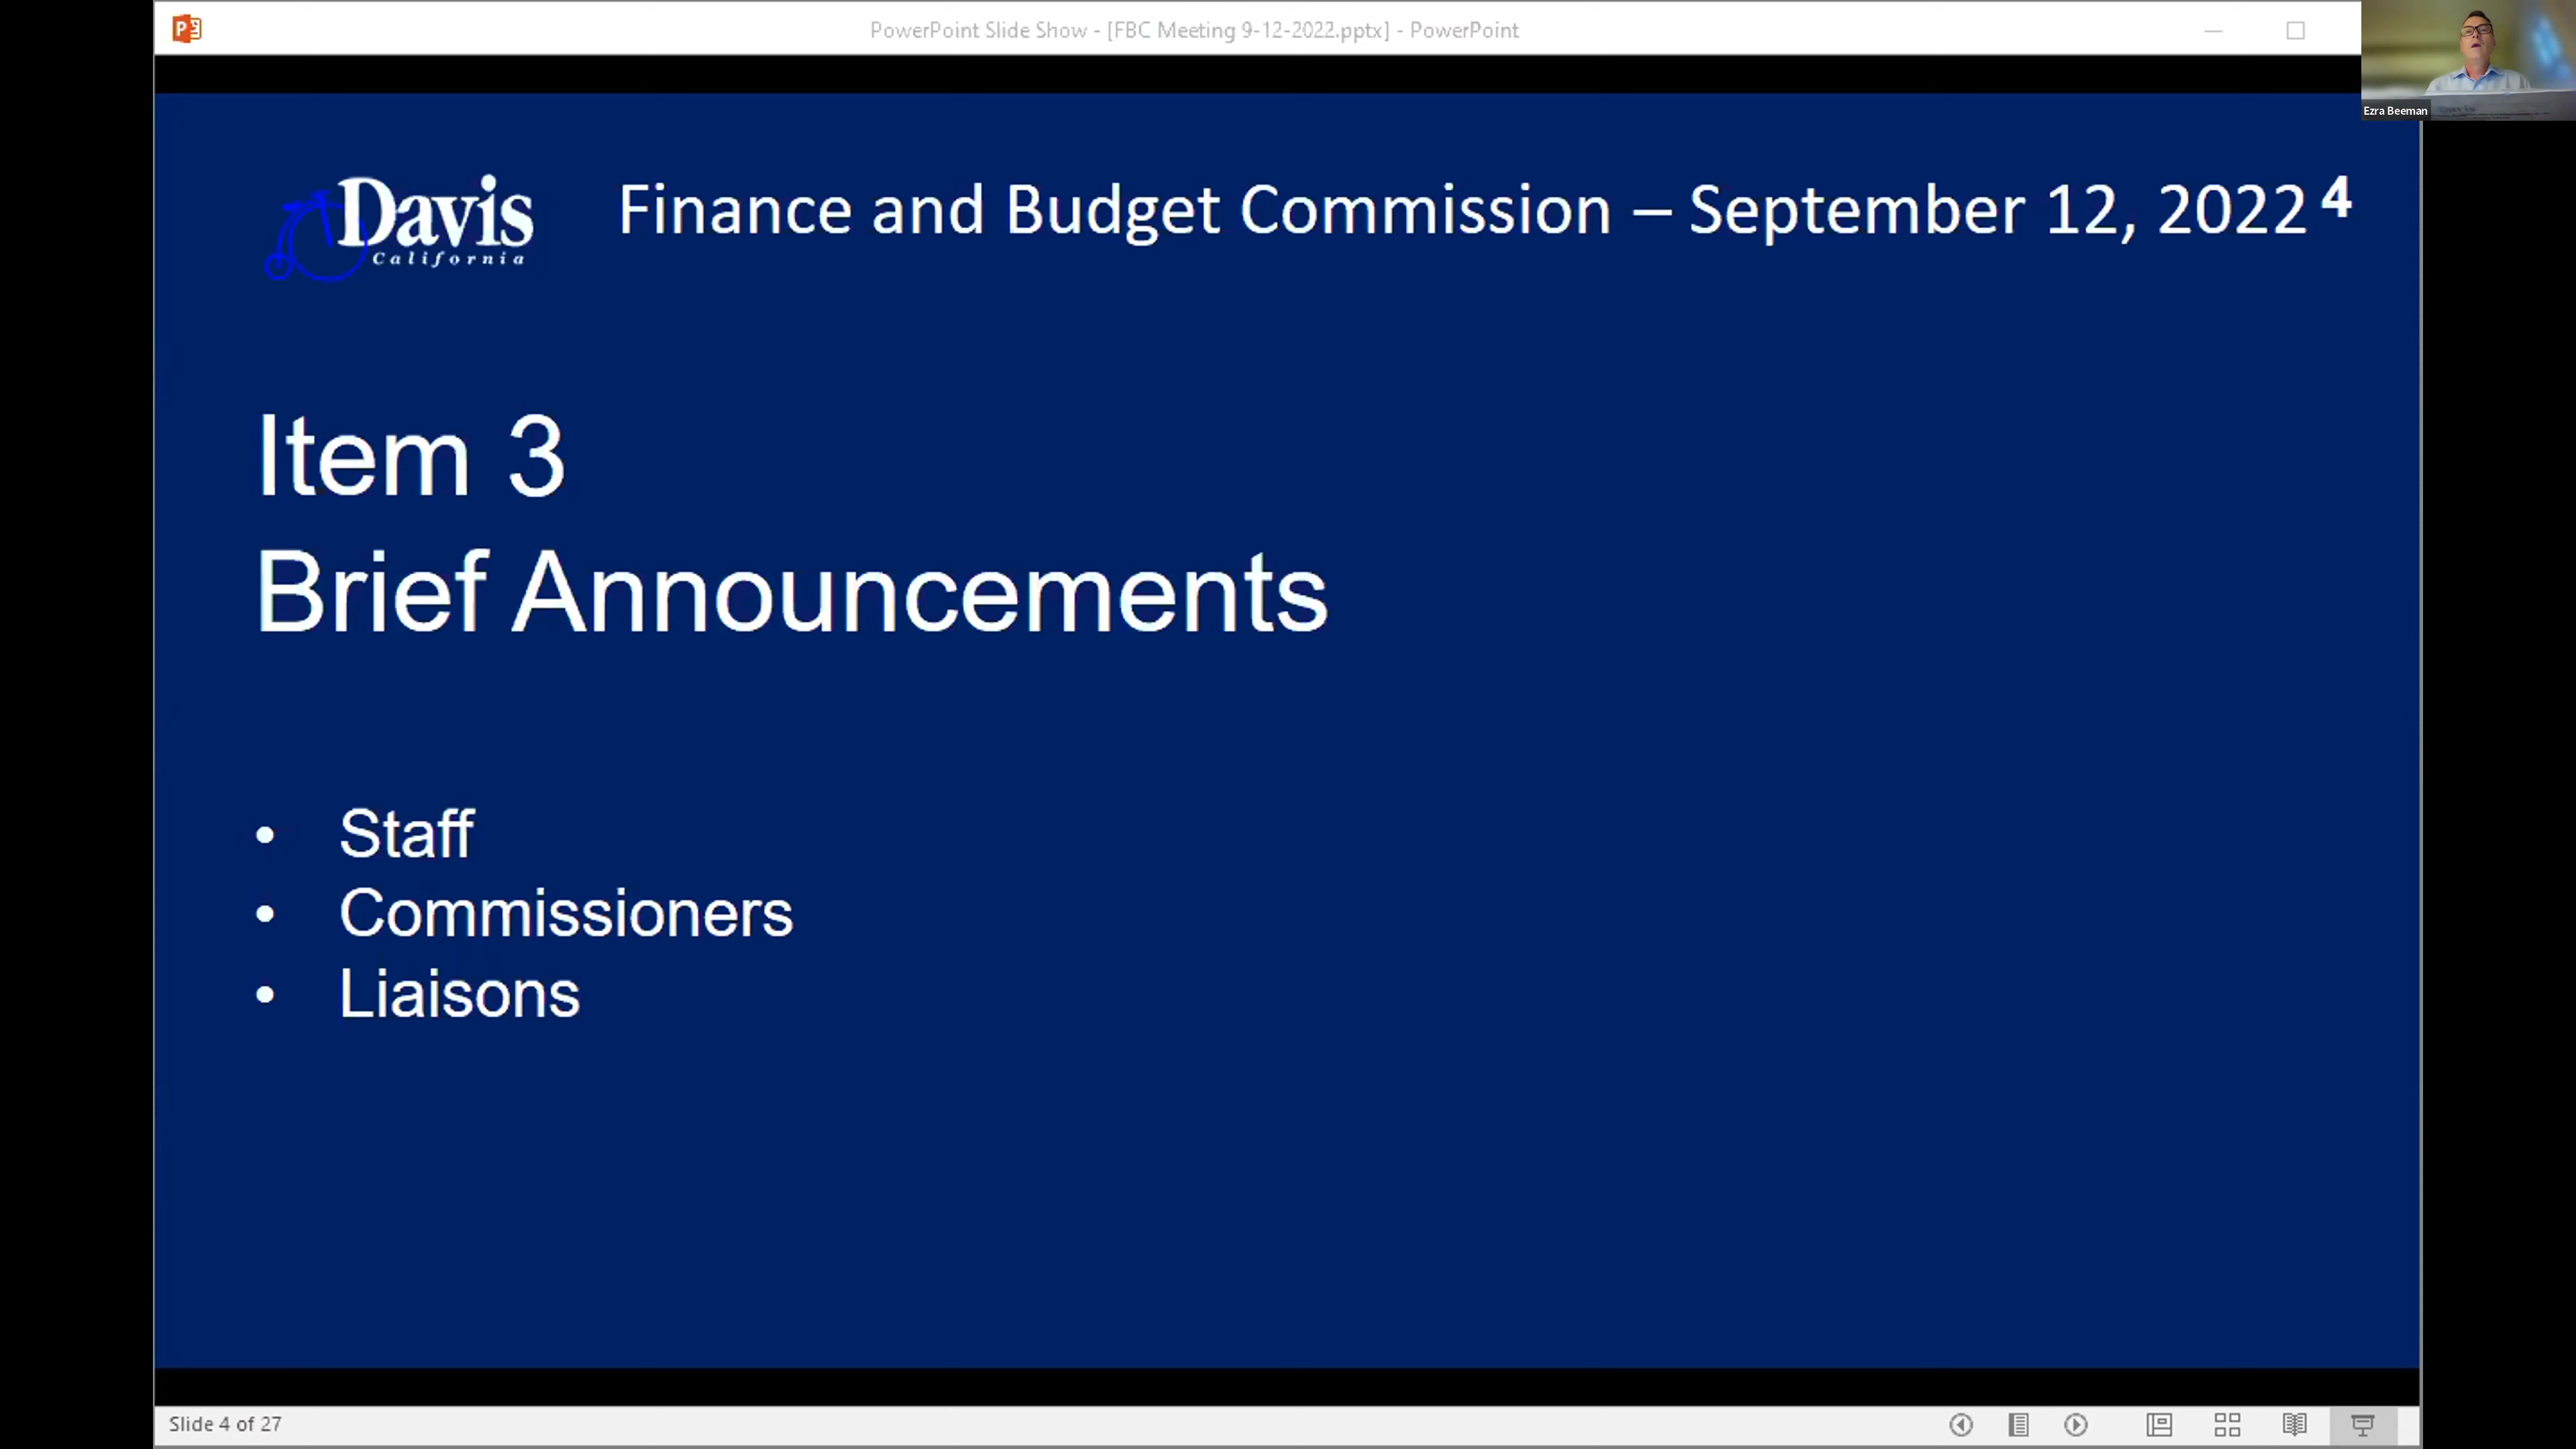 PowerPoint Slide Show - [FBC Meeting 9-12-2022.pptx] - PowerPoint
Ezra Beeman
Davis
California
Finance and Budget Commission – September 12, 2022 4
Item 3
Brief Announcements
• Staff
• Commissioners
• Liaisons
Slide 4 of 27